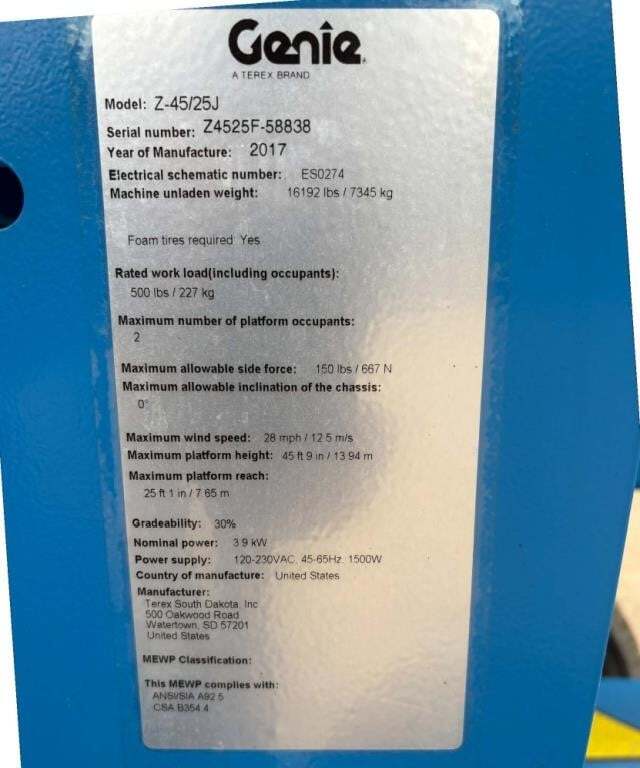 Genie
A TEREX BRAND
Model: Z-45/25J
Serial number: Z4525F-58838
Year of Manufacture: 2017
Electrical schematic number: ES0274
Machine unladen weight: 16192 lbs / 7345 kg
Foam tires required Yes
Rated work load(including occupants):
500 lbs / 227 kg
Maximum number of platform occupants:
2
Maximum allowable side force: 150 lbs / 667 N
Maximum allowable inclination of the chassis:
0°
Maximum wind speed: 28 mph / 12.5 m/s
Maximum platform height: 45 ft 9 in / 13.94 m
Maximum platform reach:
25 ft 1 in / 7.65 m
Gradeability: 30%
Nominal power: 3.9 kW
Power supply: 120-230VAC, 45-65Hz, 1500W
Country of manufacture: United States
Manufacturer:
Terex South Dakota, Inc
500 Oakwood Road
Watertown, SD 57201
United States
MEWP Classification:
This MEWP complies with:
ANSI/SIA A92.5
CSA B354.4